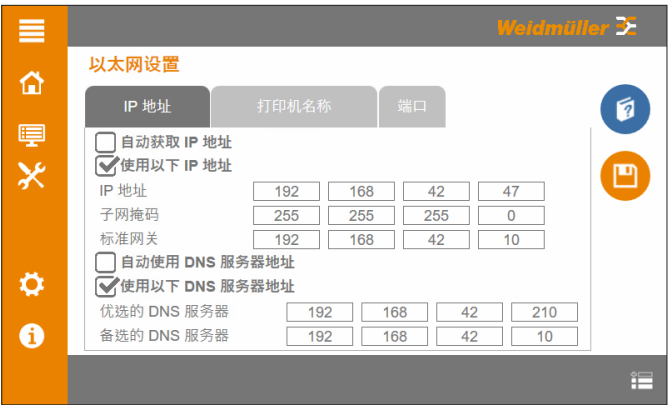 Weidmüller
以太网设置
IP 地址 打印机名称 端口
自动获取 IP 地址
使用以下 IP 地址
IP 地址 192 168 42 47
子网掩码 255 255 255 0
标准网关 192 168 42 10
自动使用 DNS 服务器地址
使用以下 DNS 服务器地址
优选的 DNS 服务器 192 168 42 210
备选的 DNS 服务器 192 168 42 10